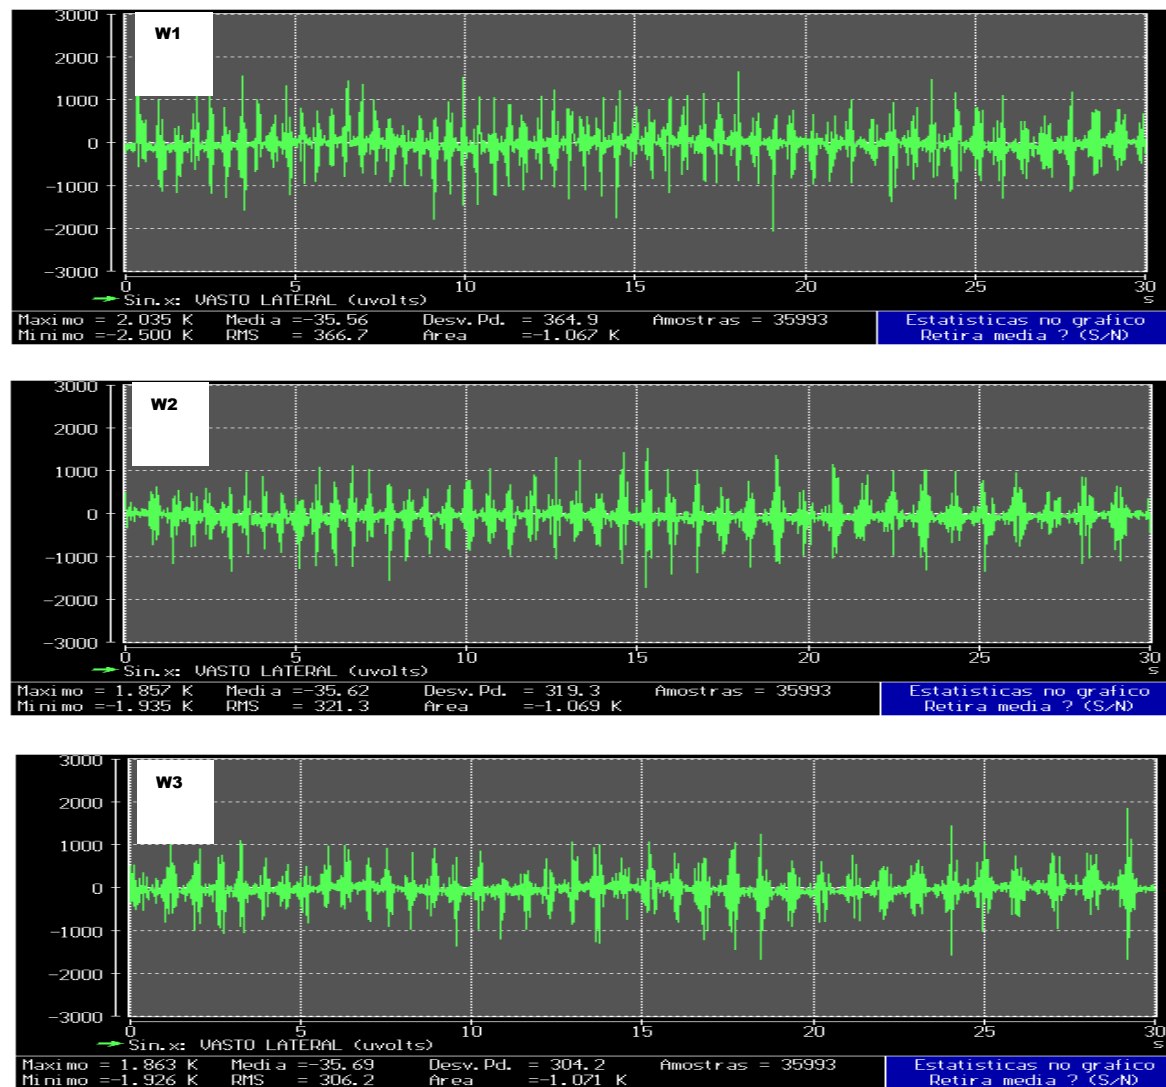 W1
3000
2000
1000
0
-1000
-2000
-3000
0 5 10 15 20 25 30
Sin.x: VASTO LATERAL (uvolts) s
Maximo = 2.035 K Media =-35.56 Desv.Pd. = 364.9 Amostras = 35993 Estatisticas no grafico
Minimo =-2.500 K RMS = 366.7 Area =-1.067 K Retira media ? (S/N)
W2
3000
2000
1000
0
-1000
-2000
-3000
0 5 10 15 20 25 30
Sin.x: VASTO LATERAL (uvolts) s
Maximo = 1.857 K Media =-35.62 Desv.Pd. = 319.3 Amostras = 35993 Estatisticas no grafico
Minimo =-1.935 K RMS = 321.3 Area =-1.069 K Retira media ? (S/N)
W3
3000
2000
1000
0
-1000
-2000
-3000
0 5 10 15 20 25 30
Sin.x: VASTO LATERAL (uvolts) s
Maximo = 1.863 K Media =-35.69 Desv.Pd. = 304.2 Amostras = 35993 Estatisticas no grafico
Minimo =-1.926 K RMS = 306.2 Area =-1.071 K Retira media ? (S/N)